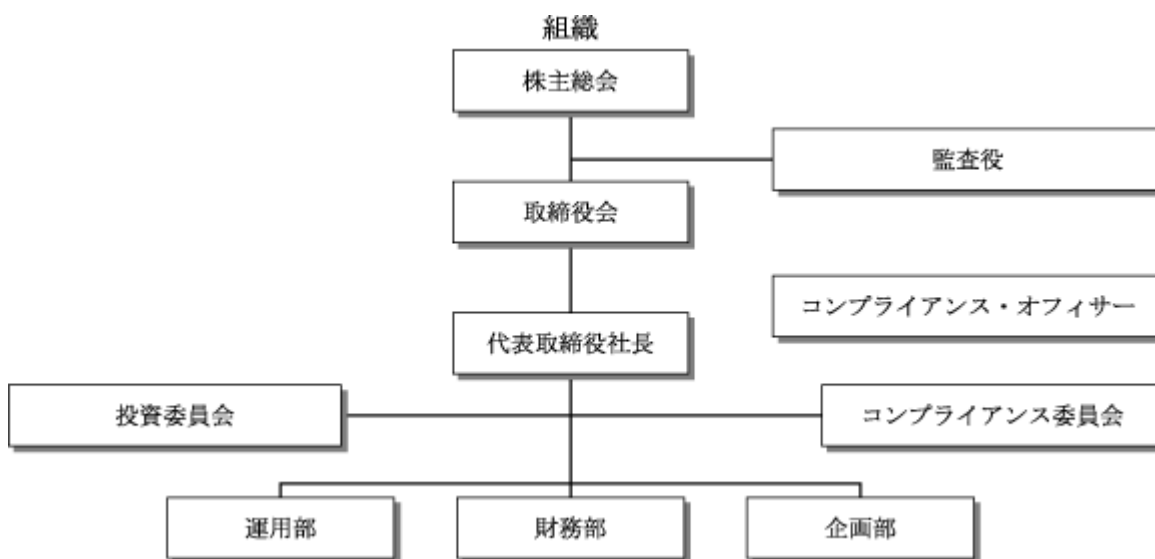 組織
株主総会
監査役
取締役会
コンプライアンス・オフィサー
代表取締役社長
投資委員会
コンプライアンス委員会
運用部
財務部
企画部